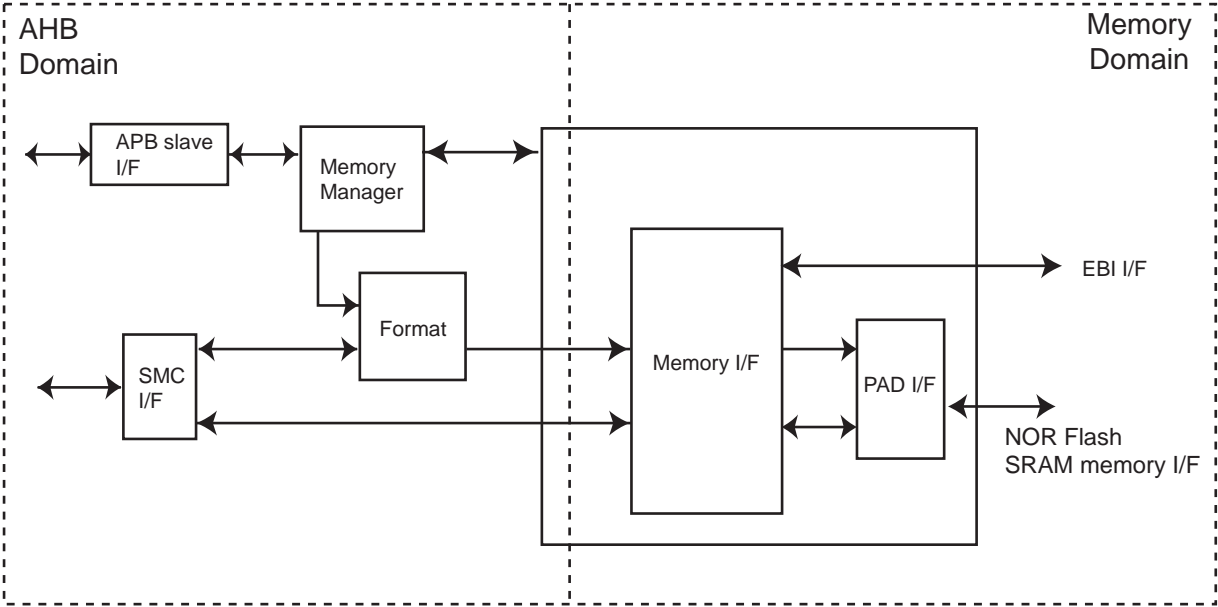 AHB
Domain
Memory
Domain
APB slave
I/F
Memory
Manager
Format
SMC
I/F
Memory I/F
PAD I/F
EBI I/F
NOR Flash
SRAM memory I/F